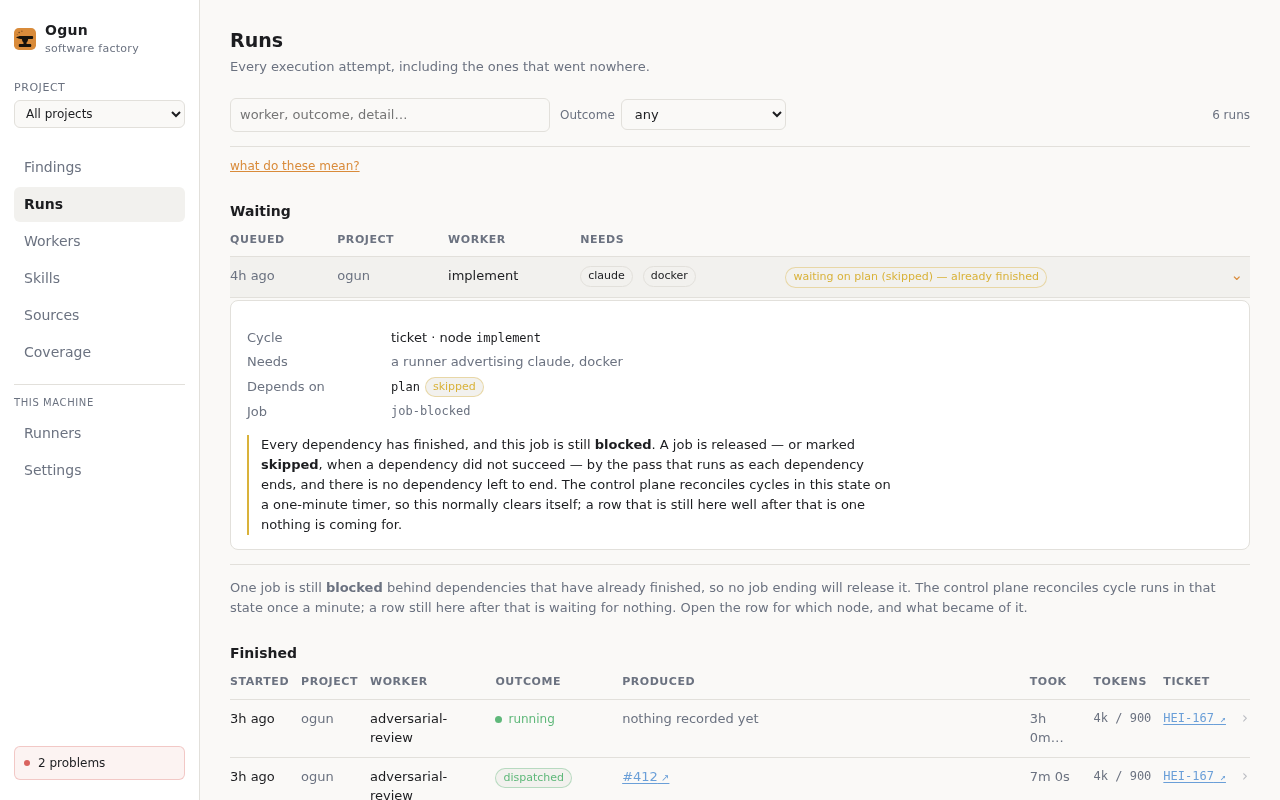 Ogun
software factory
PROJECT
All projects
Findings
Runs
Workers
Skills
Sources
Coverage
THIS MACHINE
Runners
Settings
2 problems
Runs
Every execution attempt, including the ones that went nowhere.
worker, outcome, detail… Outcome any 6 runs
what do these mean?
Waiting
QUEUED PROJECT WORKER NEEDS
4h ago ogun implement claude docker waiting on plan (skipped) — already finished
Cycle ticket · node implement
Needs a runner advertising claude, docker
Depends on plan skipped
Job job-blocked
Every dependency has finished, and this job is still blocked. A job is released — or marked
skipped, when a dependency did not succeed — by the pass that runs as each dependency
ends, and there is no dependency left to end. The control plane reconciles cycles in this state on
a one-minute timer, so this normally clears itself; a row that is still here well after that is one
nothing is coming for.
One job is still blocked behind dependencies that have already finished, so no job ending will release it. The control plane reconciles cycle runs in that
state once a minute; a row still here after that is waiting for nothing. Open the row for which node, and what became of it.
Finished
STARTED PROJECT WORKER OUTCOME PRODUCED TOOK TOKENS TICKET
3h ago ogun adversarial- running nothing recorded yet 3h 4k / 900 HEI-167 ↗
review 0m…
3h ago ogun adversarial- dispatched #412 ↗ 7m 0s 4k / 900 HEI-167 ↗
review